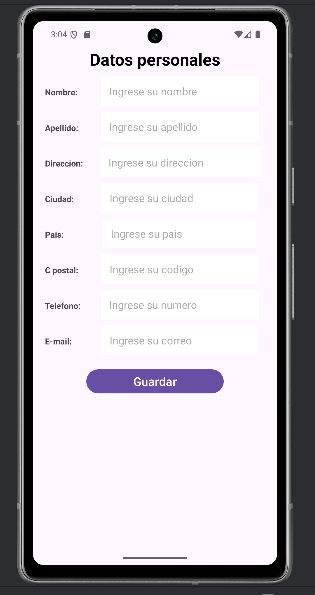 3:04
Datos personales
Nombre: Ingrese su nombre
Apellido: Ingrese su apellido
Direccion: Ingrese su direccion
Ciudad: Ingrese su ciudad
Pais: Ingrese su pais
C postal: Ingrese su codigo
Telefono: Ingrese su numero
E-mail: Ingrese su correo
Guardar